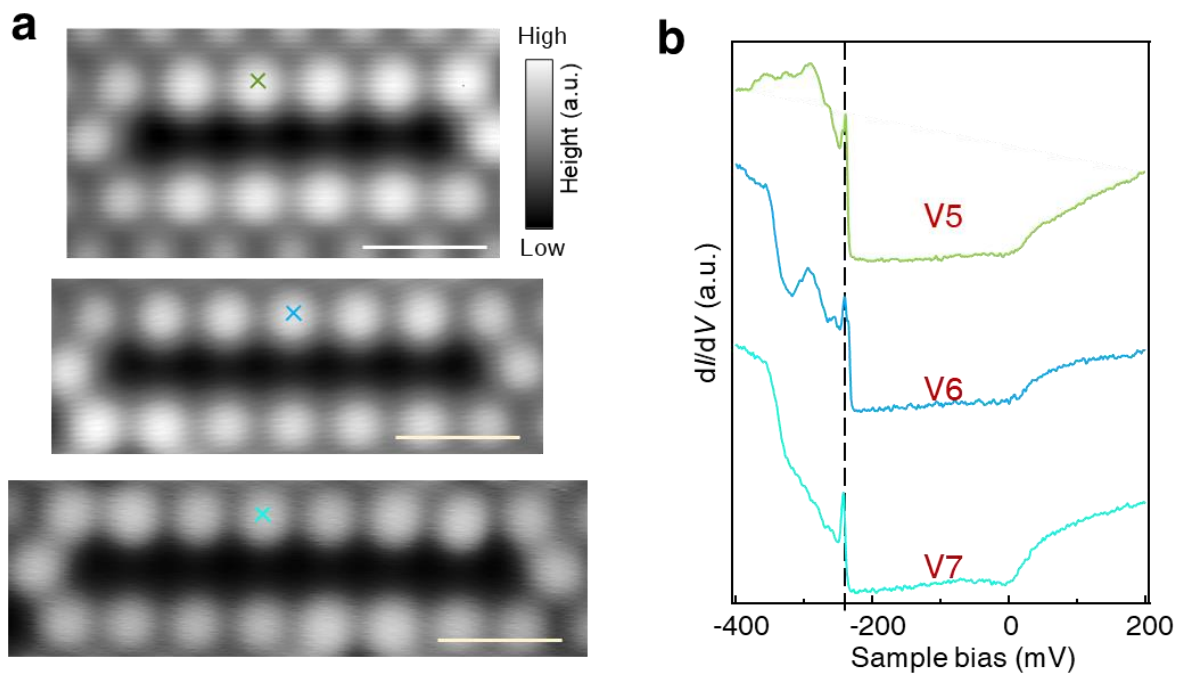 a
High
Height (a.u.)
Low
b
dI/dV (a.u.)
V5
V6
V7
-400 -200 0 200
Sample bias (mV)